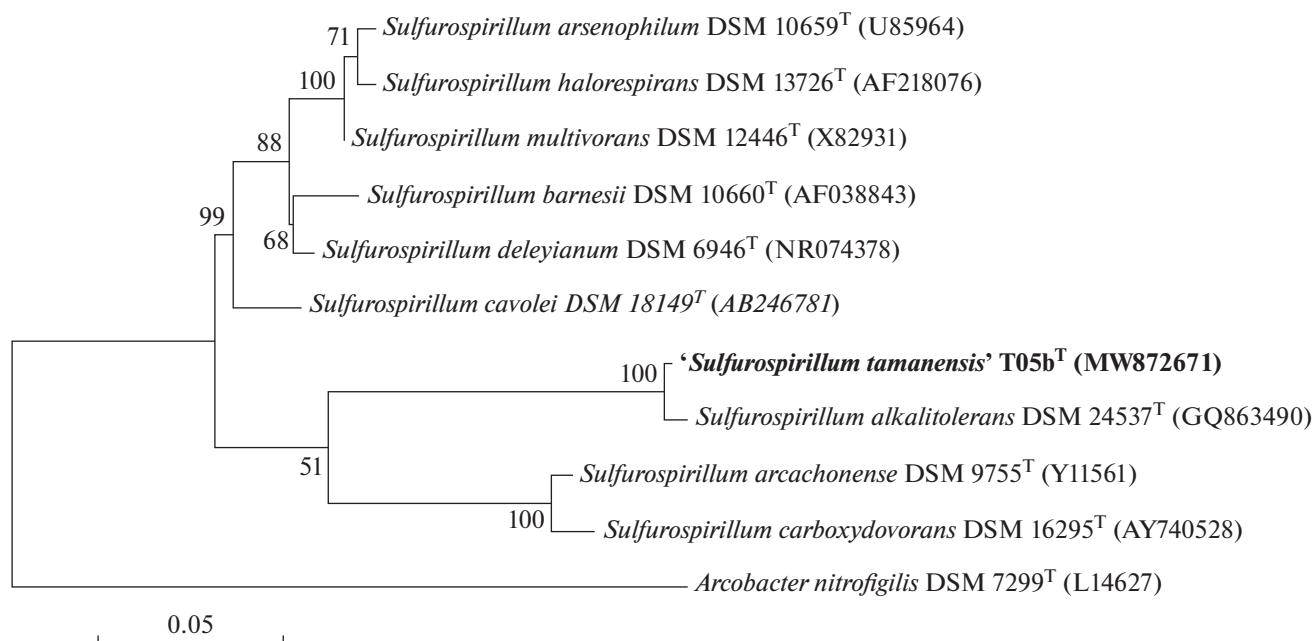 Sulfurospirillum arsenophilum DSM 10659ᵀ (U85964)
71
Sulfurospirillum halorespirans DSM 13726ᵀ (AF218076)
100
Sulfurospirillum multivorans DSM 12446ᵀ (X82931)
88
Sulfurospirillum barnesii DSM 10660ᵀ (AF038843)
99
68
Sulfurospirillum deleyianum DSM 6946ᵀ (NR074378)
Sulfurospirillum cavolei DSM 18149ᵀ (AB246781)
‘Sulfurospirillum tamanensis’ T05bᵀ (MW872671)
100
Sulfurospirillum alkalitolerans DSM 24537ᵀ (GQ863490)
51
Sulfurospirillum arcachonense DSM 9755ᵀ (Y11561)
100
Sulfurospirillum carboxydovorans DSM 16295ᵀ (AY740528)
Arcobacter nitrofigilis DSM 7299ᵀ (L14627)
0.05